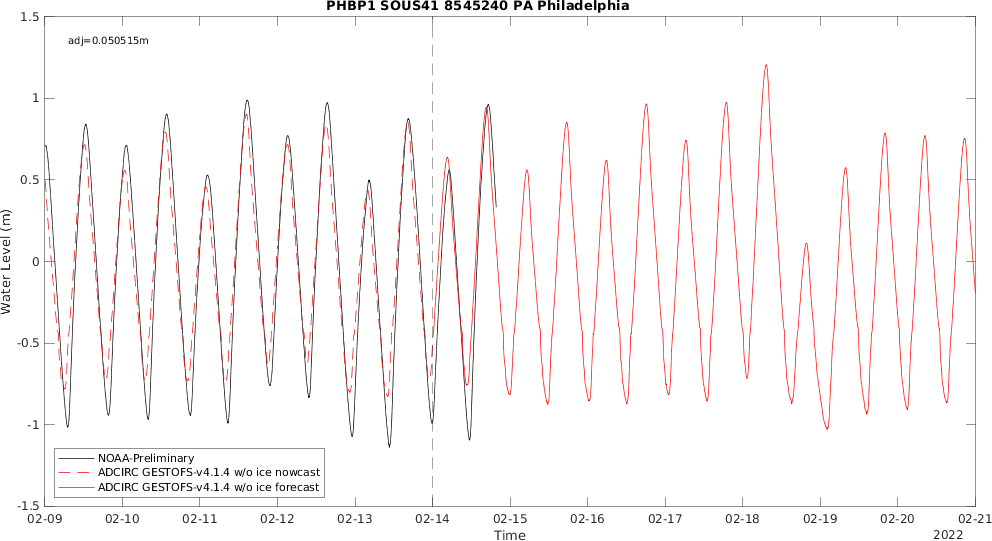 PHBP1 SOUS41 8545240 PA Philadelphia
1.5
adj=0.050515m
1
0.5
0
-0.5
-1
-1.5
Water Level (m)
NOAA-Preliminary
ADCIRC GESTOFS-v4.1.4 w/o ice nowcast
ADCIRC GESTOFS-v4.1.4 w/o ice forecast
02-09 02-10 02-11 02-12 02-13 02-14 02-15 02-16 02-17 02-18 02-19 02-20 02-21
Time
2022